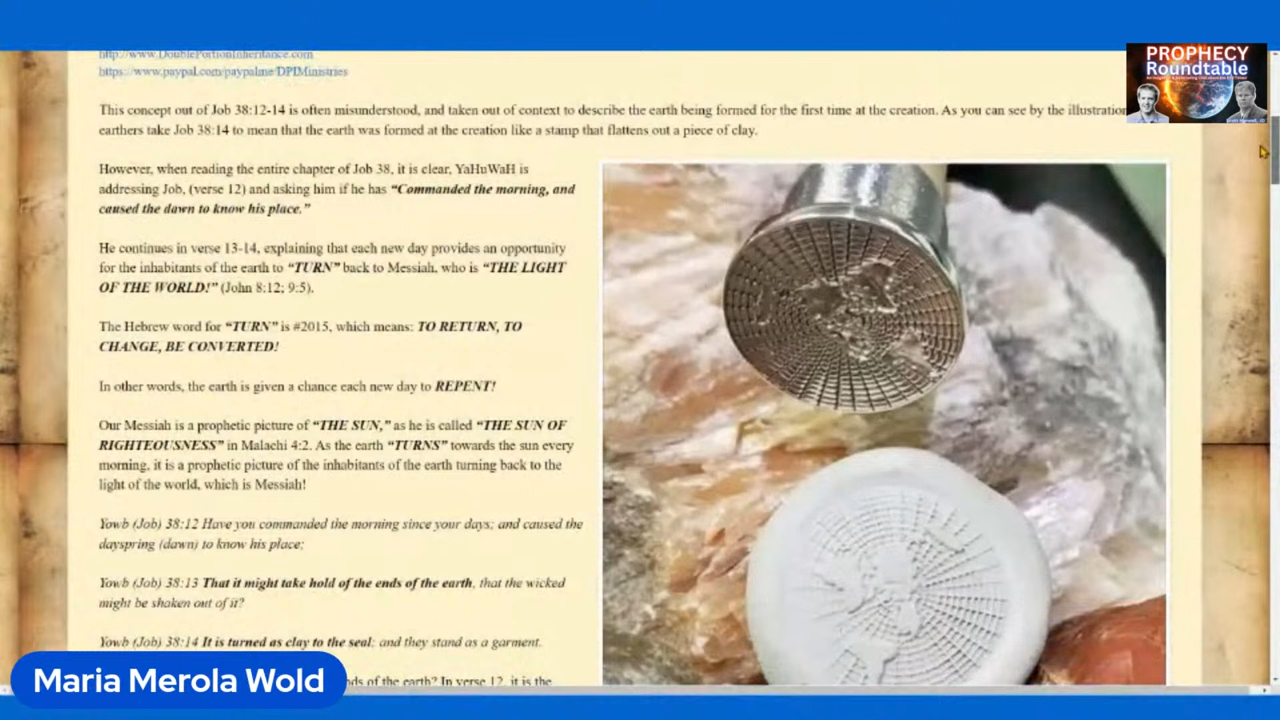 http://www.DoublePortionInheritance.com
https://www.paypal.com/paypalme/DPIMinistries
PROPHECY
Roundtable
This concept out of Job 38:12-14 is often misunderstood, and taken out of context to describe the earth being formed for the first time at the creation. As you can see by the illustration
earthers take Job 38:14 to mean that the earth was formed at the creation like a stamp that flattens out a piece of clay.
However, when reading the entire chapter of Job 38, it is clear, YaHuWaH is
addressing Job, (verse 12) and asking him if he has “Commanded the morning, and
caused the dawn to know his place.”
He continues in verse 13-14, explaining that each new day provides an opportunity
for the inhabitants of the earth to “TURN” back to Messiah, who is “THE LIGHT
OF THE WORLD!” (John 8:12; 9:5).
The Hebrew word for “TURN” is #2015, which means: TO RETURN, TO
CHANGE, BE CONVERTED!
In other words, the earth is given a chance each new day to REPENT!
Our Messiah is a prophetic picture of “THE SUN,” as he is called “THE SUN OF
RIGHTEOUSNESS” in Malachi 4:2. As the earth “TURNS” towards the sun every
morning, it is a prophetic picture of the inhabitants of the earth turning back to the
light of the world, which is Messiah!
Yowb (Job) 38:12 Have you commanded the morning since your days; and caused the
dayspring (dawn) to know his place;
Yowb (Job) 38:13 That it might take hold of the ends of the earth, that the wicked
might be shaken out of it?
Yowb (Job) 38:14 It is turned as clay to the seal; and they stand as a garment.
ds of the earth? In verse 12, it is the
Maria Merola Wold